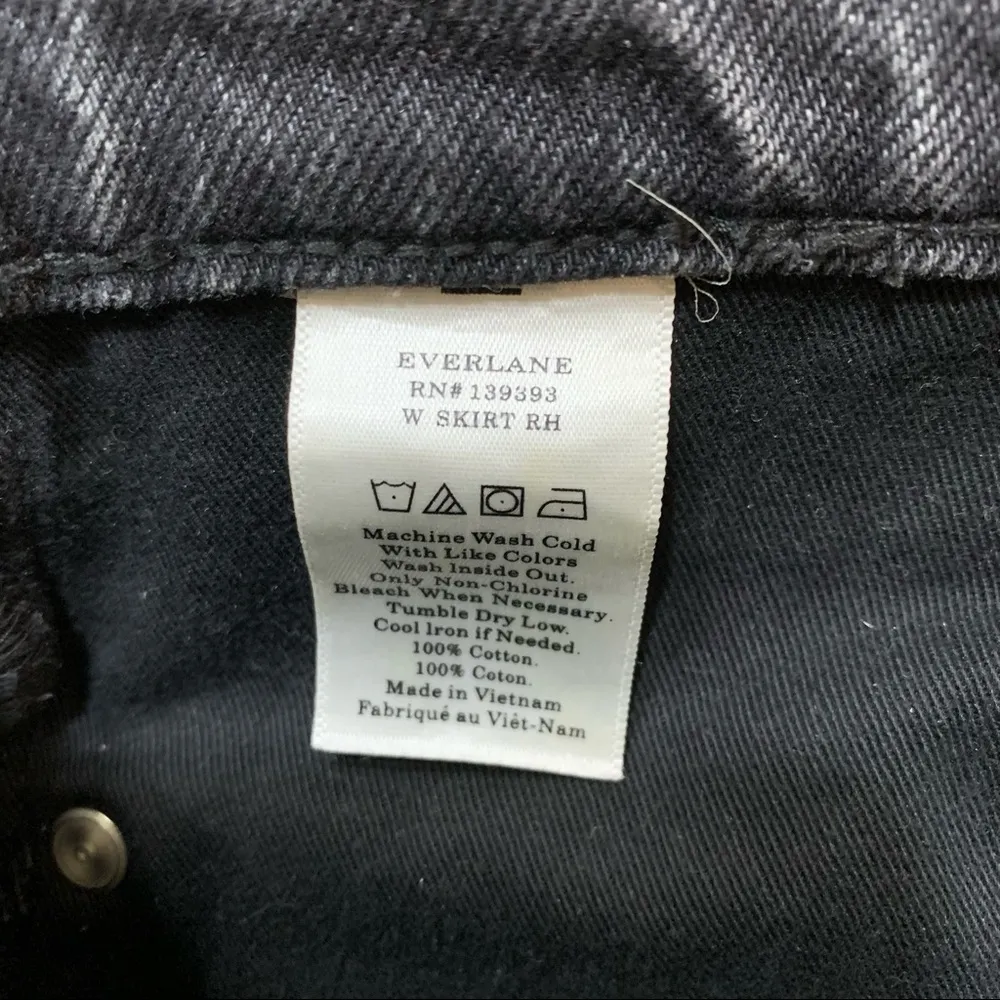 EVERLANE
RN# 139393
W SKIRT RH
Machine Wash Cold
With Like Colors
Wash Inside Out.
Only Non-Chlorine
Bleach When Necessary.
Tumble Dry Low.
Cool Iron if Needed.
100% Cotton.
100% Coton.
Made in Vietnam
Fabriqué au Viêt-Nam